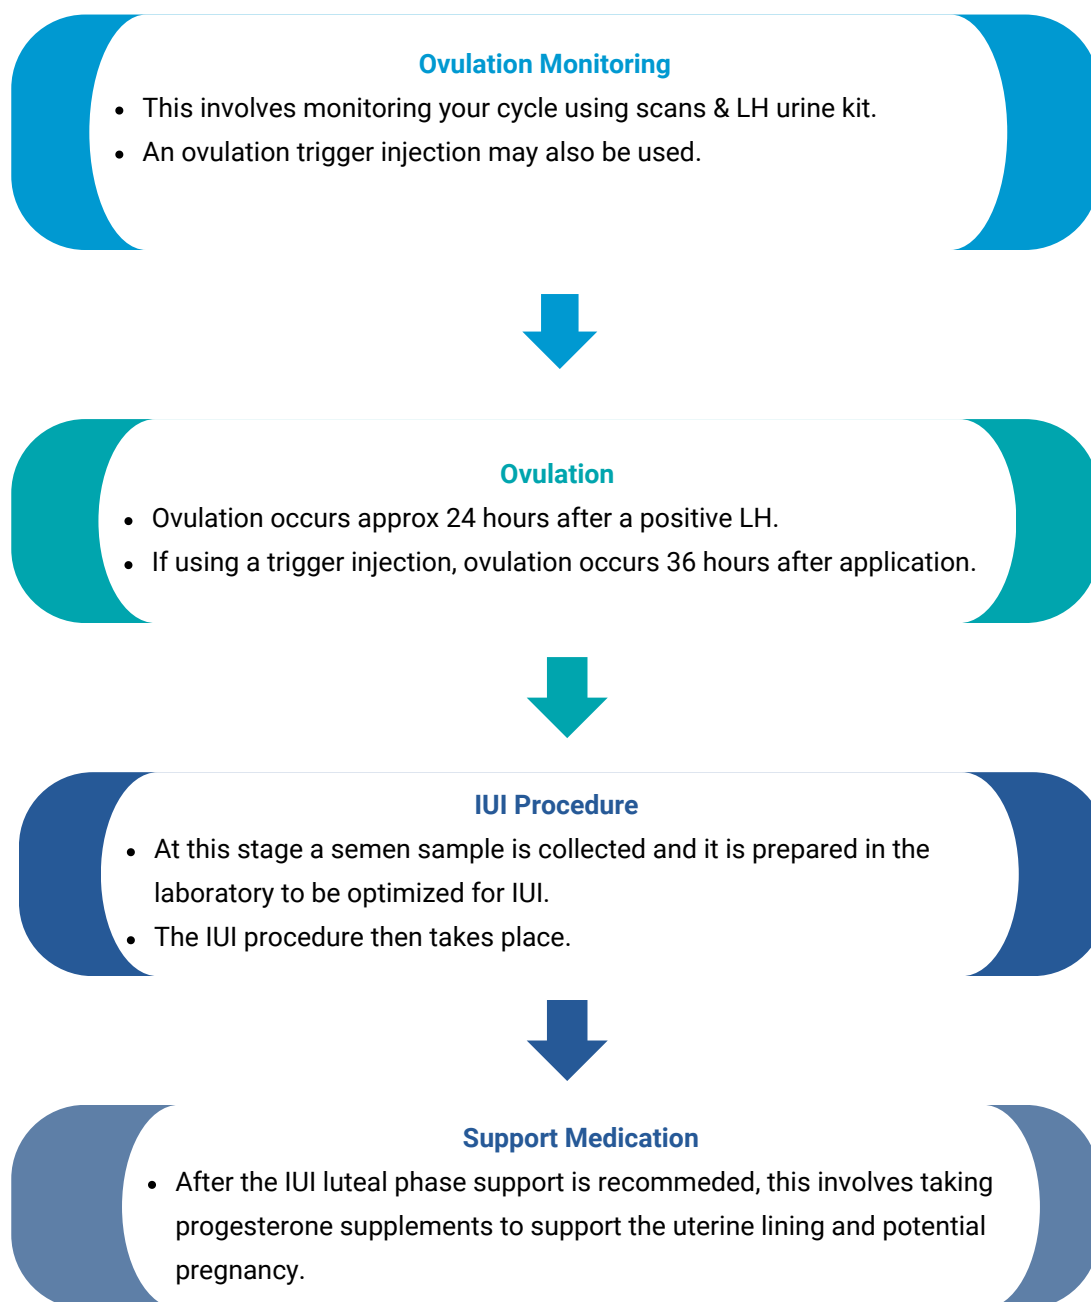 Ovulation Monitoring
• This involves monitoring your cycle using scans & LH urine kit.
• An ovulation trigger injection may also be used.
Ovulation
• Ovulation occurs approx 24 hours after a positive LH.
• If using a trigger injection, ovulation occurs 36 hours after application.
IUI Procedure
• At this stage a semen sample is collected and it is prepared in the
laboratory to be optimized for IUI.
• The IUI procedure then takes place.
Support Medication
• After the IUI luteal phase support is recommeded, this involves taking
progesterone supplements to support the uterine lining and potential
pregnancy.